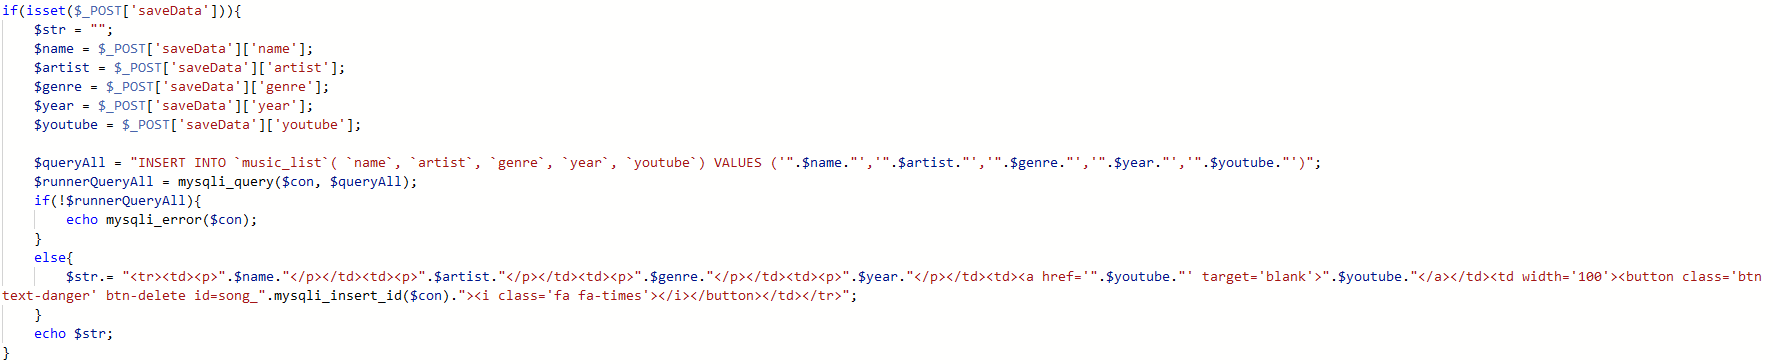 if(isset($_POST['saveData'])){
    $str = "";
    $name = $_POST['saveData']['name'];
    $artist = $_POST['saveData']['artist'];
    $genre = $_POST['saveData']['genre'];
    $year = $_POST['saveData']['year'];
    $youtube = $_POST['saveData']['youtube'];

    $queryAll = "INSERT INTO `music_list`( `name`, `artist`, `genre`, `year`, `youtube`) VALUES ('".$name."','".$artist."','".$genre."','".$year."','".$youtube."')";
    $runnerQueryAll = mysqli_query($con, $queryAll);
    if(!$runnerQueryAll){
        echo mysqli_error($con);
    }
    else{
        $str.= "<tr><td><p>".$name."</p></td><td><p>".$artist."</p></td><td><p>".$genre."</p></td><td><p>".$year."</p></td><td><a href='".$youtube."' target='blank'>".$youtube."</a></td><td width='100'><button class='btn
text-danger' btn-delete id=song_".mysqli_insert_id($con)."><i class='fa fa-times'></i></button></td></tr>";
    }
    echo $str;
}